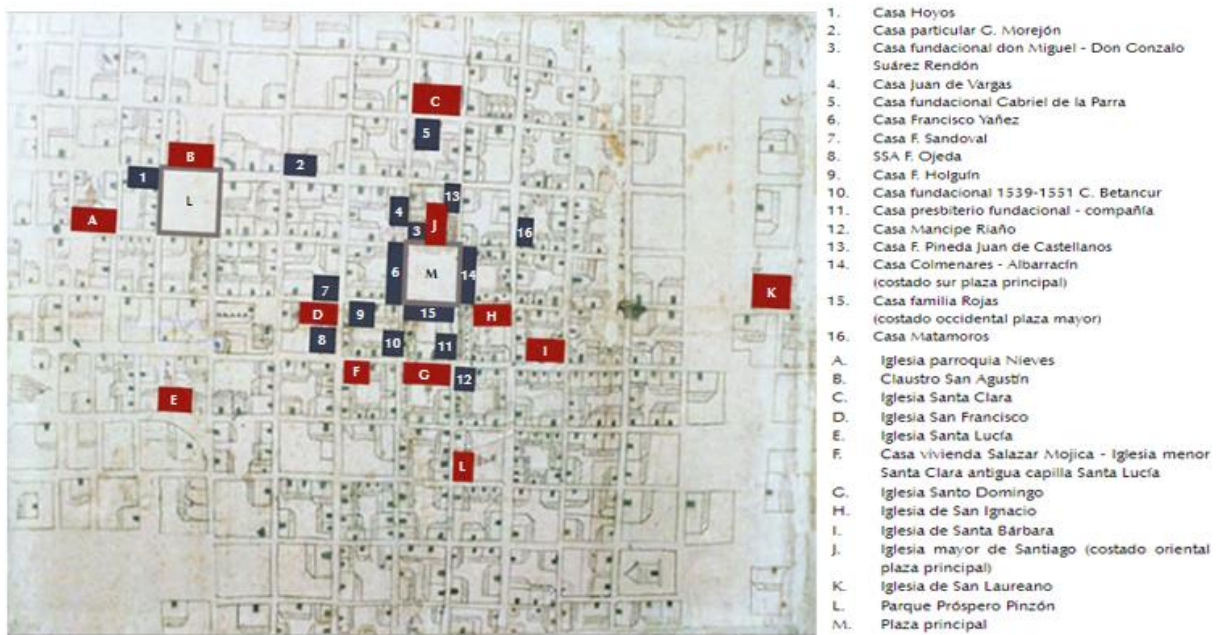 C
5
B
1
2
L
A
4
13
3
J
16
6
M
14
K
7
D
9
15
H
8
10
11
I
F
G
12
E
L
1. Casa Hoyos
2. Casa particular G. Morejón
3. Casa fundacional don Miguel - Don Gonzalo
Suárez Rendón
4. Casa Juan de Vargas
5. Casa fundacional Gabriel de la Parra
6. Casa Francisco Yañez
7. Casa F. Sandoval
8. SSA F. Ojeda
9. Casa F. Holguín
10. Casa fundacional 1539-1551 C. Betancur
11. Casa presbiterio fundacional - compañía
12. Casa Mancipe Riaño
13. Casa F. Pineda Juan de Castellanos
14. Casa Colmenares - Albarracín
(costado sur plaza principal)
15. Casa familia Rojas
(costado occidental plaza mayor)
16. Casa Matamoros
A. Iglesia parroquia Nieves
B. Claustro San Agustín
C. Iglesia Santa Clara
D. Iglesia San Francisco
E. Iglesia Santa Lucía
F. Casa vivienda Salazar Mojica - Iglesia menor
Santa Clara antigua capilla Santa Lucía
G. Iglesia Santo Domingo
H. Iglesia de San Ignacio
I. Iglesia de Santa Bárbara
J. Iglesia mayor de Santiago (costado oriental
plaza principal)
K. Iglesia de San Laureano
L. Parque Próspero Pinzón
M. Plaza principal